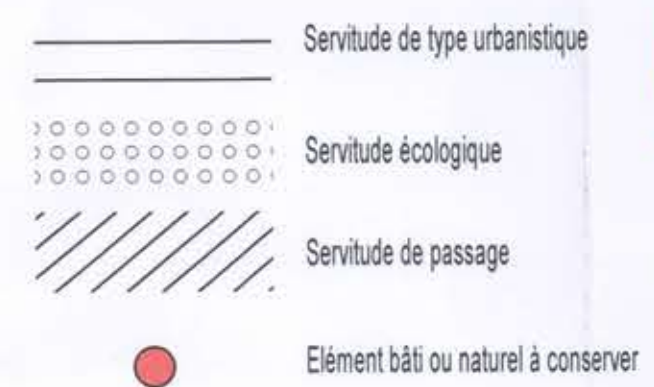 Servitude de type urbanistique
Servitude écologique
Servitude de passage
Elément bâti ou naturel à conserver